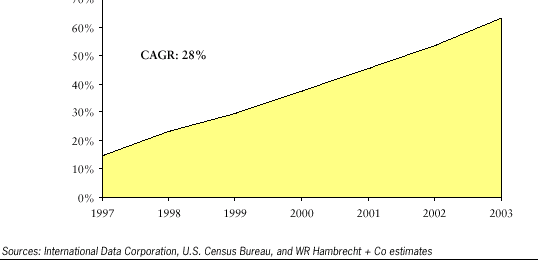 70%
60%
CAGR: 28%
50%
40%
30%
20%
10%
0%
1997 1998 1999 2000 2001 2002 2003
Sources: International Data Corporation, U.S. Census Bureau, and WR Hambrecht + Co estimates